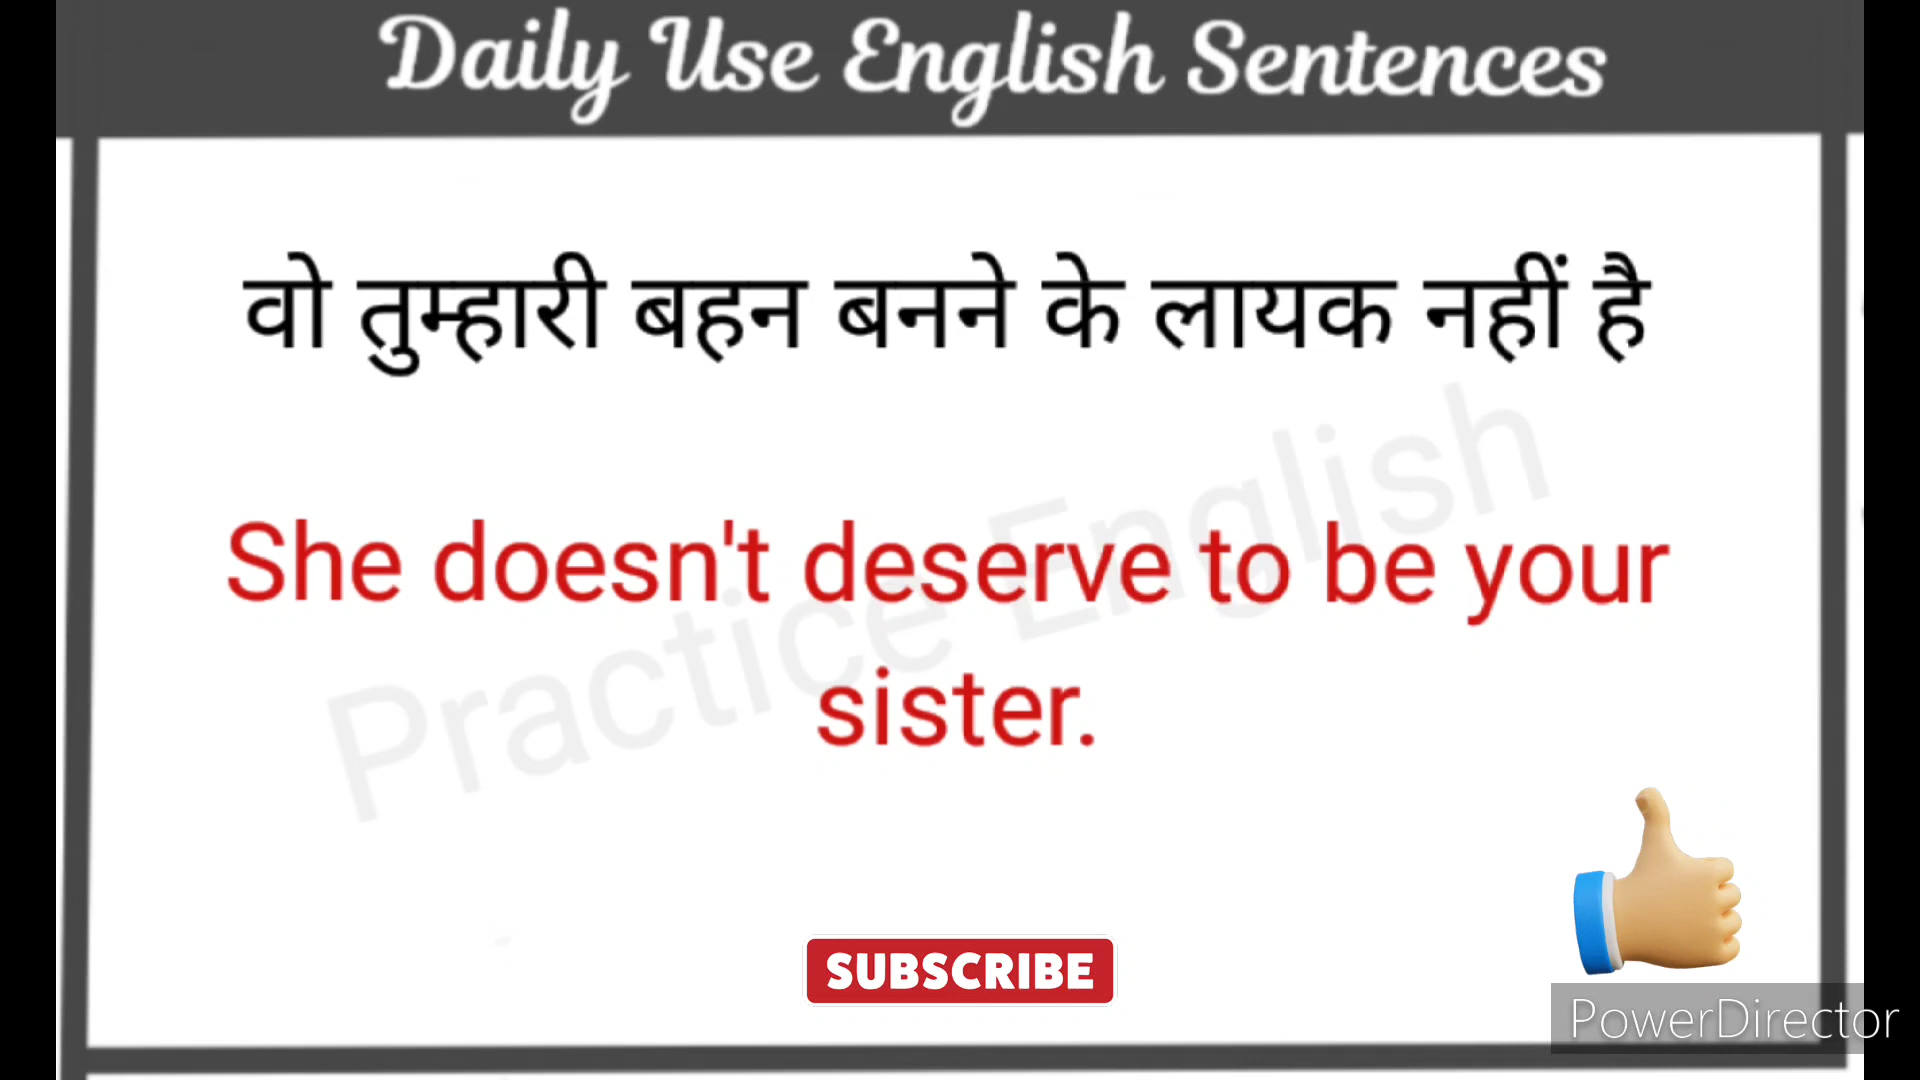 Daily Use English Sentences
वो तुम्हारी बहन बनने के लायक नहीं है
She doesn't deserve to be your
sister.
Practice English
SUBSCRIBE
PowerDirector